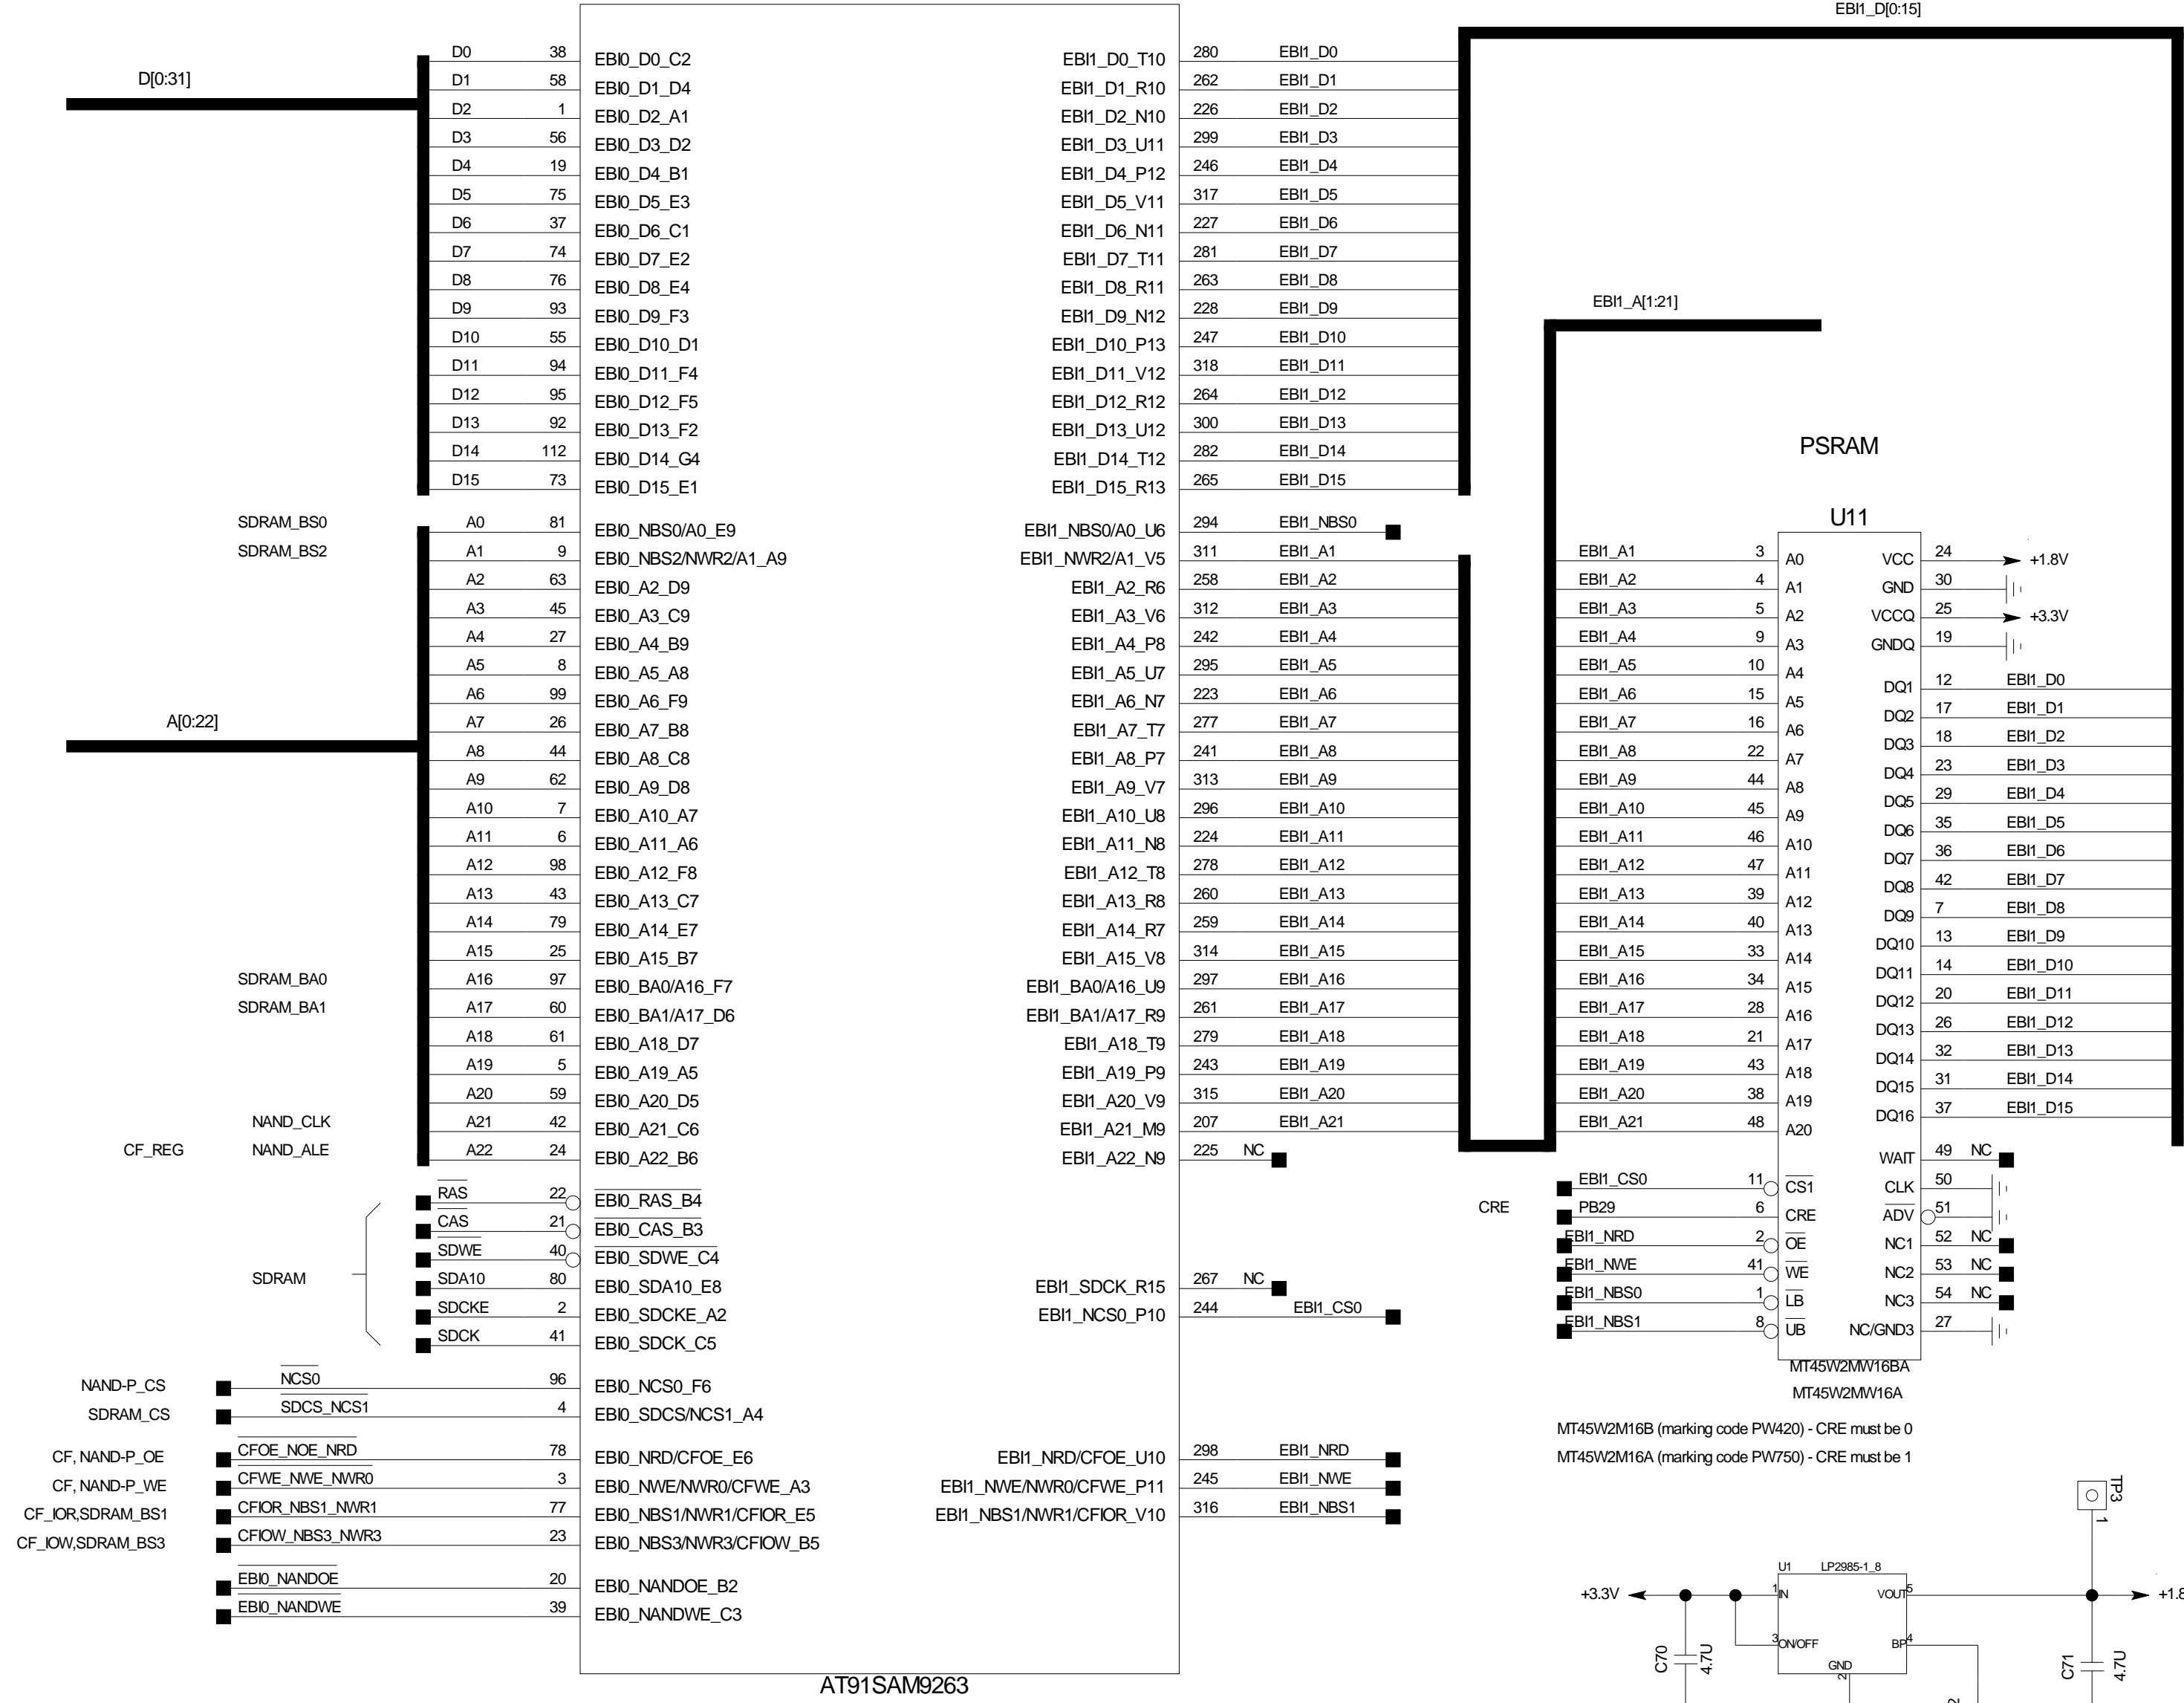 EBI1_D[0:15]
D0 38 EBI0_D0_C2 EBI1_D0_T10 280 EBI1_D0
D[0:31]
D1 58 EBI0_D1_D4 EBI1_D1_R10 262 EBI1_D1
D2 1 EBI0_D2_A1 EBI1_D2_N10 226 EBI1_D2
D3 56 EBI0_D3_D2 EBI1_D3_U11 299 EBI1_D3
D4 19 EBI0_D4_B1 EBI1_D4_P12 246 EBI1_D4
D5 75 EBI0_D5_E3 EBI1_D5_V11 317 EBI1_D5
D6 37 EBI0_D6_C1 EBI1_D6_N11 227 EBI1_D6
D7 74 EBI0_D7_E2 EBI1_D7_T11 281 EBI1_D7
D8 76 EBI0_D8_E4 EBI1_D8_R11 263 EBI1_D8
D9 93 EBI0_D9_F3 EBI1_D9_N12 228 EBI1_D9
EBI1_A[1:21]
D10 55 EBI0_D10_D1 EBI1_D10_P13 247 EBI1_D10
D11 94 EBI0_D11_F4 EBI1_D11_V12 318 EBI1_D11
D12 95 EBI0_D12_F5 EBI1_D12_R12 264 EBI1_D12
D13 92 EBI0_D13_F2 EBI1_D13_U12 300 EBI1_D13
D14 112 EBI0_D14_G4 EBI1_D14_T12 282 EBI1_D14
PSRAM
D15 73 EBI0_D15_E1 EBI1_D15_R13 265 EBI1_D15
U11
SDRAM_BS0 A0 81 EBI0_NBS0/A0_E9 EBI1_NBS0/A0_U6 294 EBI1_NBS0
SDRAM_BS2 A1 9 EBI0_NBS2/NWR2/A1_A9 EBI1_NWR2/A1_V5 311 EBI1_A1 EBI1_A1 3 A0 VCC 24 +1.8V
A2 63 EBI0_A2_D9 EBI1_A2_R6 258 EBI1_A2 EBI1_A2 4 A1 GND 30
A3 45 EBI0_A3_C9 EBI1_A3_V6 312 EBI1_A3 EBI1_A3 5 A2 VCCQ 25 +3.3V
A4 27 EBI0_A4_B9 EBI1_A4_P8 242 EBI1_A4 EBI1_A4 9 A3 GNDQ 19
A5 8 EBI0_A5_A8 EBI1_A5_U7 295 EBI1_A5 EBI1_A5 10 A4
DQ1 12 EBI1_D0
A6 99 EBI0_A6_F9 EBI1_A6_N7 223 EBI1_A6 EBI1_A6 15 A5
DQ2 17 EBI1_D1
A[0:22]
A7 26 EBI0_A7_B8 EBI1_A7_T7 277 EBI1_A7 EBI1_A7 16 A6
DQ3 18 EBI1_D2
A8 44 EBI0_A8_C8 EBI1_A8_P7 241 EBI1_A8 EBI1_A8 22 A7
DQ4 23 EBI1_D3
A9 62 EBI0_A9_D8 EBI1_A9_V7 313 EBI1_A9 EBI1_A9 44 A8
DQ5 29 EBI1_D4
A10 7 EBI0_A10_A7 EBI1_A10_U8 296 EBI1_A10 EBI1_A10 45 A9
DQ6 35 EBI1_D5
A11 6 EBI0_A11_A6 EBI1_A11_N8 224 EBI1_A11 EBI1_A11 46 A10
DQ7 36 EBI1_D6
A12 98 EBI0_A12_F8 EBI1_A12_T8 278 EBI1_A12 EBI1_A12 47 A11
DQ8 42 EBI1_D7
A13 43 EBI0_A13_C7 EBI1_A13_R8 260 EBI1_A13 EBI1_A13 39 A12
DQ9 7 EBI1_D8
A14 79 EBI0_A14_E7 EBI1_A14_R7 259 EBI1_A14 EBI1_A14 40 A13
DQ10 13 EBI1_D9
A15 25 EBI0_A15_B7 EBI1_A15_V8 314 EBI1_A15 EBI1_A15 33 A14
DQ11 14 EBI1_D10
SDRAM_BA0 A16 97 EBI0_BA0/A16_F7 EBI1_BA0/A16_U9 297 EBI1_A16 EBI1_A16 34 A15
DQ12 20 EBI1_D11
SDRAM_BA1 A17 60 EBI0_BA1/A17_D6 EBI1_BA1/A17_R9 261 EBI1_A17 EBI1_A17 28 A16
DQ13 26 EBI1_D12
A18 61 EBI0_A18_D7 EBI1_A18_T9 279 EBI1_A18 EBI1_A18 21 A17
DQ14 32 EBI1_D13
A19 5 EBI0_A19_A5 EBI1_A19_P9 243 EBI1_A19 EBI1_A19 43 A18
DQ15 31 EBI1_D14
A20 59 EBI0_A20_D5 EBI1_A20_V9 315 EBI1_A20 EBI1_A20 38 A19
DQ16 37 EBI1_D15
NAND_CLK A21 42 EBI0_A21_C6 EBI1_A21_M9 207 EBI1_A21 EBI1_A21 48 A20
CF_REG NAND_ALE A22 24 EBI0_A22_B6 EBI1_A22_N9 225 NC WAIT 49 NC
EBI1_CS0 11 CS1 CLK 50
RAS 22 EBI0_RAS_B4
CRE PB29 6 CRE ADV 51
CAS 21 EBI0_CAS_B3
EBI1_NRD 2 OE NC1 52 NC
SDWE 40 EBI0_SDWE_C4
EBI1_NWE 41 WE NC2 53 NC
SDRAM SDA10 80 EBI0_SDA10_E8 EBI1_SDCK_R15 267 NC
EBI1_NBS0 1 LB NC3 54 NC
SDCKE 2 EBI0_SDCKE_A2 EBI1_NCS0_P10 244 EBI1_CS0
EBI1_NBS1 8 UB NC/GND3 27
SDCK 41 EBI0_SDCK_C5
MT45W2MW16BA
NAND-P_CS NCS0 96 EBI0_NCS0_F6
MT45W2MW16A
SDRAM_CS SDCS_NCS1 4 EBI0_SDCS/NCS1_A4
MT45W2M16B (marking code PW420) - CRE must be 0
CF, NAND-P_OE CFOE_NOE_NRD 78 EBI0_NRD/CFOE_E6 EBI1_NRD/CFOE_U10 298 EBI1_NRD
MT45W2M16A (marking code PW750) - CRE must be 1
CF, NAND-P_WE CFWE_NWE_NWR0 3 EBI0_NWE/NWR0/CFWE_A3 EBI1_NWE/NWR0/CFWE_P11 245 EBI1_NWE
TP3
CF_IOR,SDRAM_BS1 CFIOR_NBS1_NWR1 77 EBI0_NBS1/NWR1/CFIOR_E5 EBI1_NBS1/NWR1/CFIOR_V10 316 EBI1_NBS1
1
CF_IOW,SDRAM_BS3 CFIOW_NBS3_NWR3 23 EBI0_NBS3/NWR3/CFIOW_B5
EBI0_NANDOE 20 EBI0_NANDOE_B2
U1 LP2985-1_8
+3.3V 1 IN VOUT 5 +1.8
EBI0_NANDWE 39 EBI0_NANDWE_C3
3 ON/OFF BP 4
C70 4.7U
GND
2
C71 4.7U
AT91SAM9263